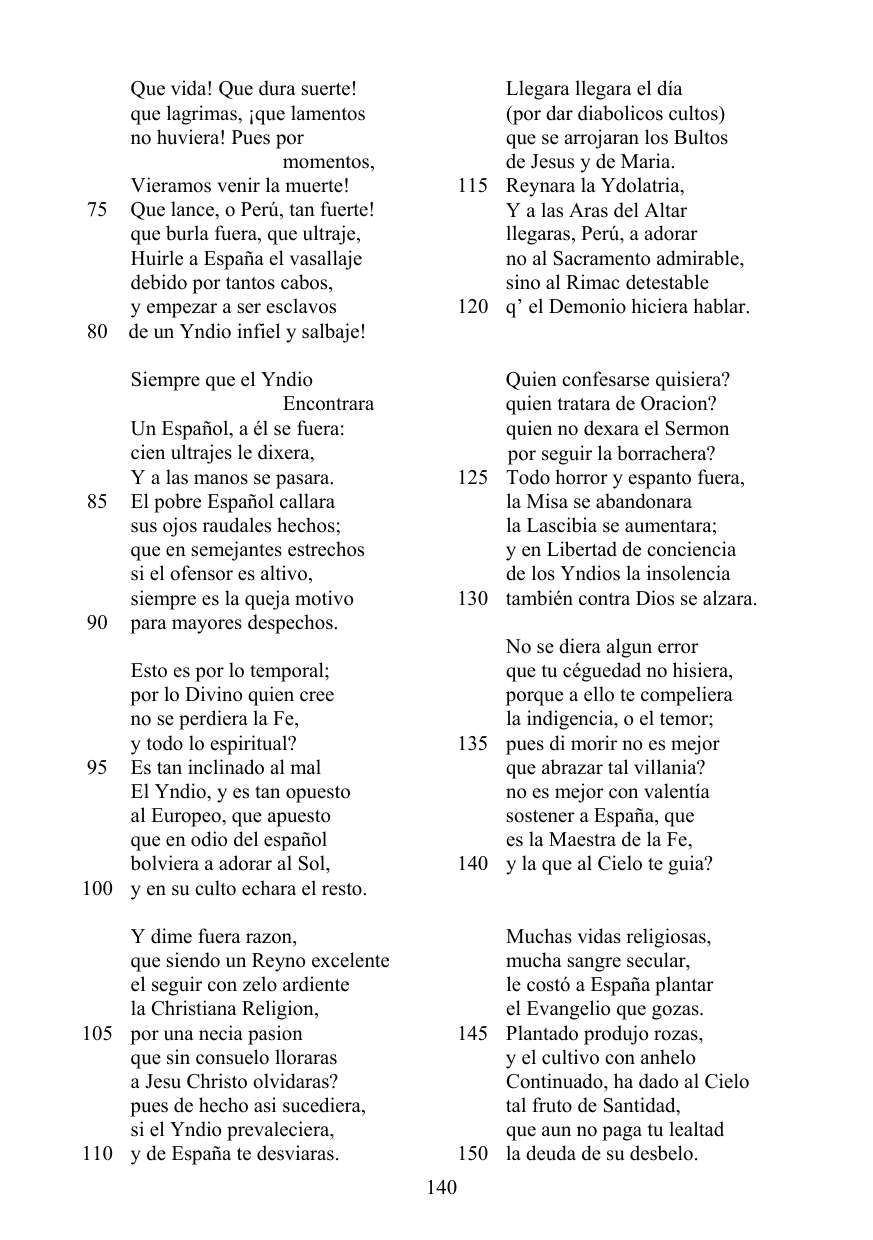 Que vida! Que dura suerte!
que lagrimas, ¡que lamentos
no huviera! Pues por
momentos,
Vieramos venir la muerte!
75 Que lance, o Perú, tan fuerte!
que burla fuera, que ultraje,
Huirle a España el vasallaje
debido por tantos cabos,
y empezar a ser esclavos
80 de un Yndio infiel y salbaje!

Siempre que el Yndio
Encontrara
Un Español, a él se fuera:
cien ultrajes le dixera,
Y a las manos se pasara.
85 El pobre Español callara
sus ojos raudales hechos;
que en semejantes estrechos
si el ofensor es altivo,
siempre es la queja motivo
90 para mayores despechos.

Esto es por lo temporal;
por lo Divino quien cree
no se perdiera la Fe,
y todo lo espiritual?
95 Es tan inclinado al mal
El Yndio, y es tan opuesto
al Europeo, que apuesto
que en odio del español
bolviera a adorar al Sol,
100 y en su culto echara el resto.

Y dime fuera razon,
que siendo un Reyno excelente
el seguir con zelo ardiente
la Christiana Religion,
105 por una necia pasion
que sin consuelo lloraras
a Jesu Christo olvidaras?
pues de hecho asi sucediera,
si el Yndio prevaleciera,
110 y de España te desviaras.

Llegara llegara el día
(por dar diabolicos cultos)
que se arrojaran los Bultos
de Jesus y de Maria.
115 Reynara la Ydolatria,
Y a las Aras del Altar
llegaras, Perú, a adorar
no al Sacramento admirable,
sino al Rimac detestable
120 q’ el Demonio hiciera hablar.

Quien confesarse quisiera?
quien tratara de Oracion?
quien no dexara el Sermon
por seguir la borrachera?
125 Todo horror y espanto fuera,
la Misa se abandonara
la Lascibia se aumentara;
y en Libertad de conciencia
de los Yndios la insolencia
130 también contra Dios se alzara.

No se diera algun error
que tu céguedad no hisiera,
porque a ello te compeliera
la indigencia, o el temor;
135 pues di morir no es mejor
que abrazar tal villania?
no es mejor con valentía
sostener a España, que
es la Maestra de la Fe,
140 y la que al Cielo te guia?

Muchas vidas religiosas,
mucha sangre secular,
le costó a España plantar
el Evangelio que gozas.
145 Plantado produjo rozas,
y el cultivo con anhelo
Continuado, ha dado al Cielo
tal fruto de Santidad,
que aun no paga tu lealtad
150 la deuda de su desbelo.

140